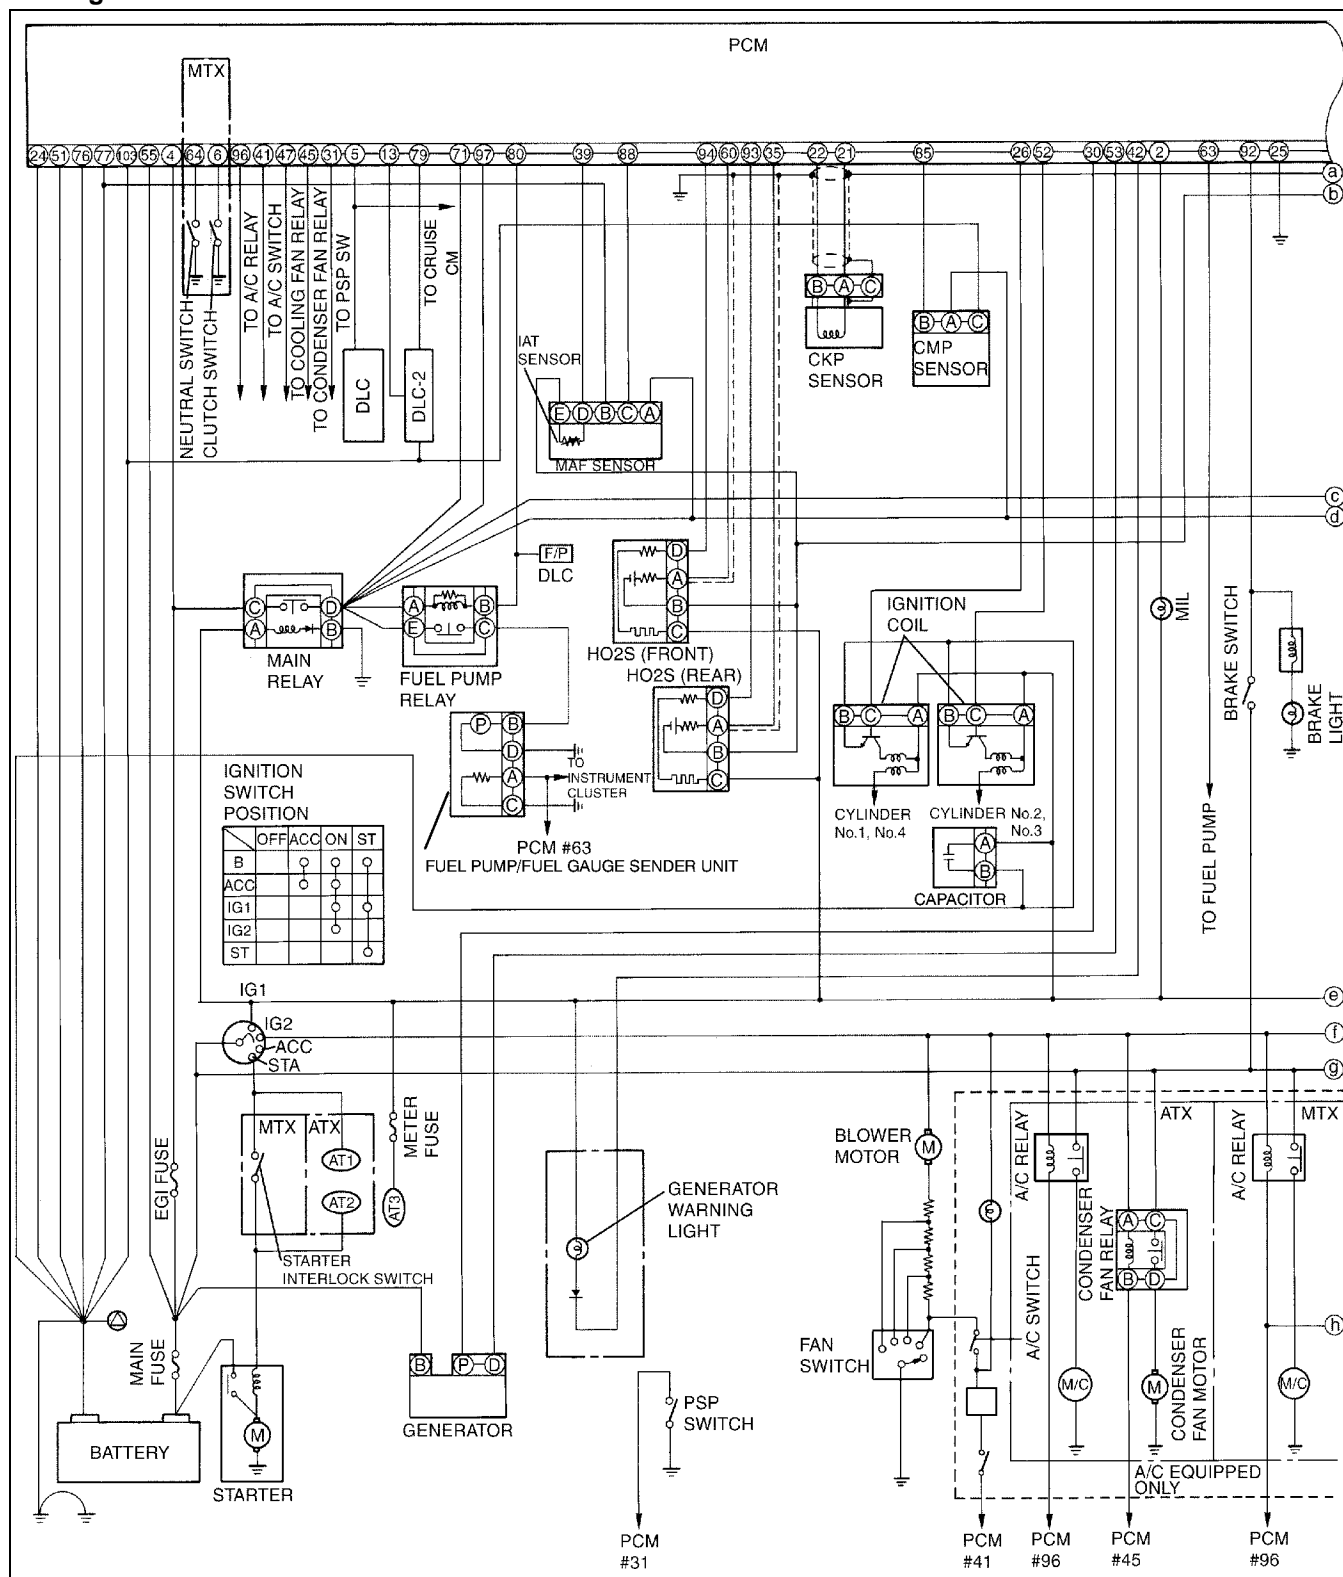 PCM
MTX
24 51 76 77 103 55 4 64 6 96 41 47 45 31 5 13 79 71 97 80 39 88 94 60 93 35 22 21 85 26 52 30 53 42 2 63 92 25
a
b
NEUTRAL SWITCH
CLUTCH SWITCH
TO A/C RELAY
TO A/C SWITCH
TO COOLING FAN RELAY
TO CONDENSER FAN RELAY
TO PSP SW
TO CRUISE
CM
DLC
DLC-2
IAT
SENSOR
E D B C A
MAF SENSOR
B A C
CKP
SENSOR
B A C
CMP
SENSOR
c
d
F/P
DLC
C D
A B
MAIN
RELAY
A B
E C
FUEL PUMP
RELAY
D
A
B
C
HO2S (FRONT)
HO2S (REAR)
D
A
B
C
IGNITION
COIL
MIL
BRAKE SWITCH
BRAKE
LIGHT
B C A
B C A
CYLINDER
No.1, No.4
CYLINDER No.2,
No.3
P B
D
A
C
TO
INSTRUMENT
CLUSTER
PCM #63
FUEL PUMP/FUEL GAUGE SENDER UNIT
A
B
CAPACITOR
TO FUEL PUMP
IGNITION
SWITCH
POSITION
OFF ACC ON ST
B
ACC
IG1
IG2
ST
IG1
IG2
ACC
STA
e
f
g
MTX ATX
AT1
AT2
METER
FUSE
AT3
EGI FUSE
STARTER
INTERLOCK SWITCH
GENERATOR
WARNING
LIGHT
BLOWER
MOTOR
M
FAN
SWITCH
A/C RELAY
ATX
A/C RELAY
MTX
CONDENSER
FAN RELAY
A C
B D
A/C SWITCH
h
MAIN
FUSE
BATTERY
M
STARTER
B P D
GENERATOR
PSP
SWITCH
M/C
M
CONDENSER
FAN MOTOR
M/C
A/C EQUIPPED
ONLY
PCM
#31
PCM
#41
PCM
#96
PCM
#45
PCM
#96